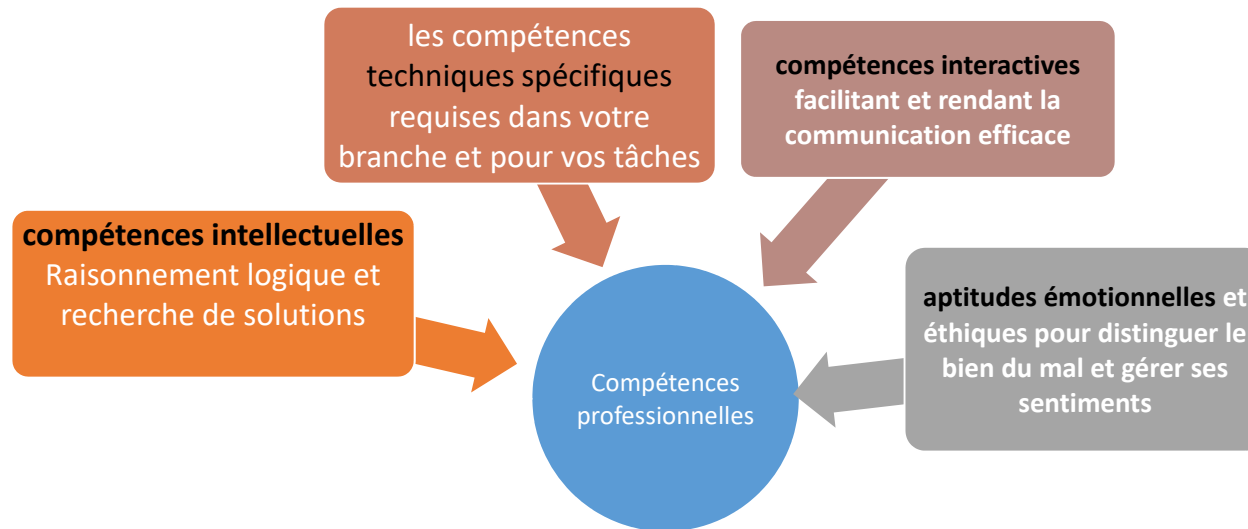 les compétences
techniques spécifiques
requises dans votre
branche et pour vos tâches
compétences interactives
facilitant et rendant la
communication efficace
compétences intellectuelles
Raisonnement logique et
recherche de solutions
aptitudes émotionnelles et
éthiques pour distinguer le
bien du mal et gérer ses
sentiments
Compétences
professionnelles